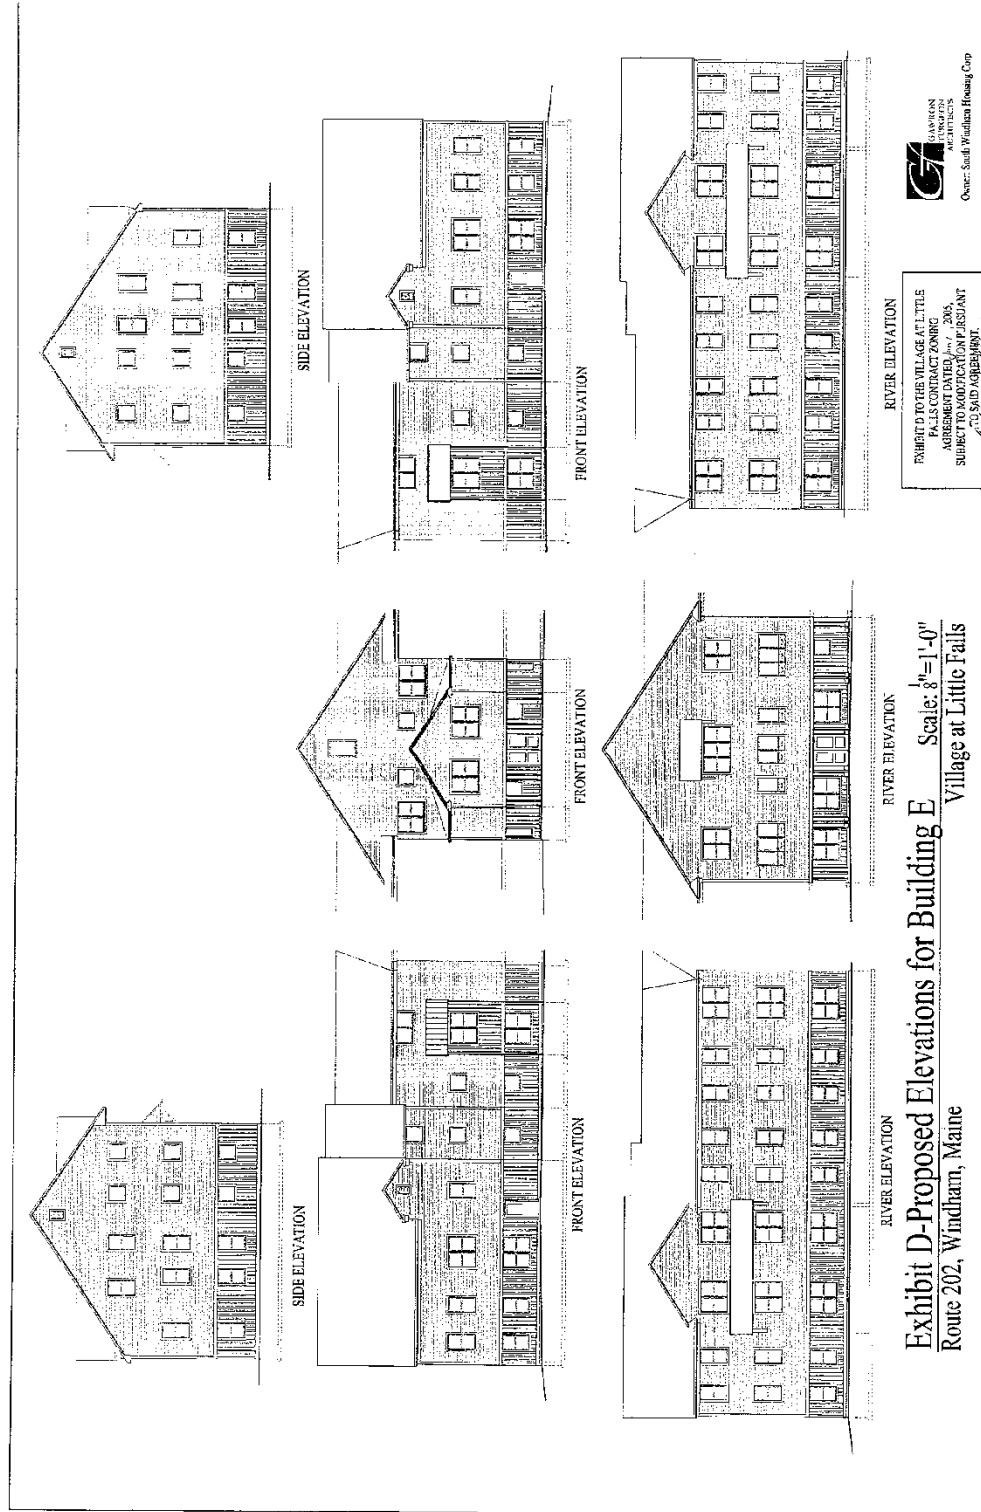 SIDE ELEVATION
SIDE ELEVATION
FRONT ELEVATION
FRONT ELEVATION
FRONT ELEVATION
RIVER ELEVATION
RIVER ELEVATION
RIVER ELEVATION
Exhibit D-Proposed Elevations for Building E Scale: 8"=1'-0"
Route 202, Windham, Maine Village at Little Falls
EXHIBIT D TO THE VILLAGE AT LITTLE
FALLS CONTRACT ZONING
AGREEMENT DATED 2005,
SUBJECT TO MODIFICATION PURSUANT
TO SAID AGREEMENT.
GAWRON
TURGEON
ARCHITECTS
Owner: South Windham Housing Corp